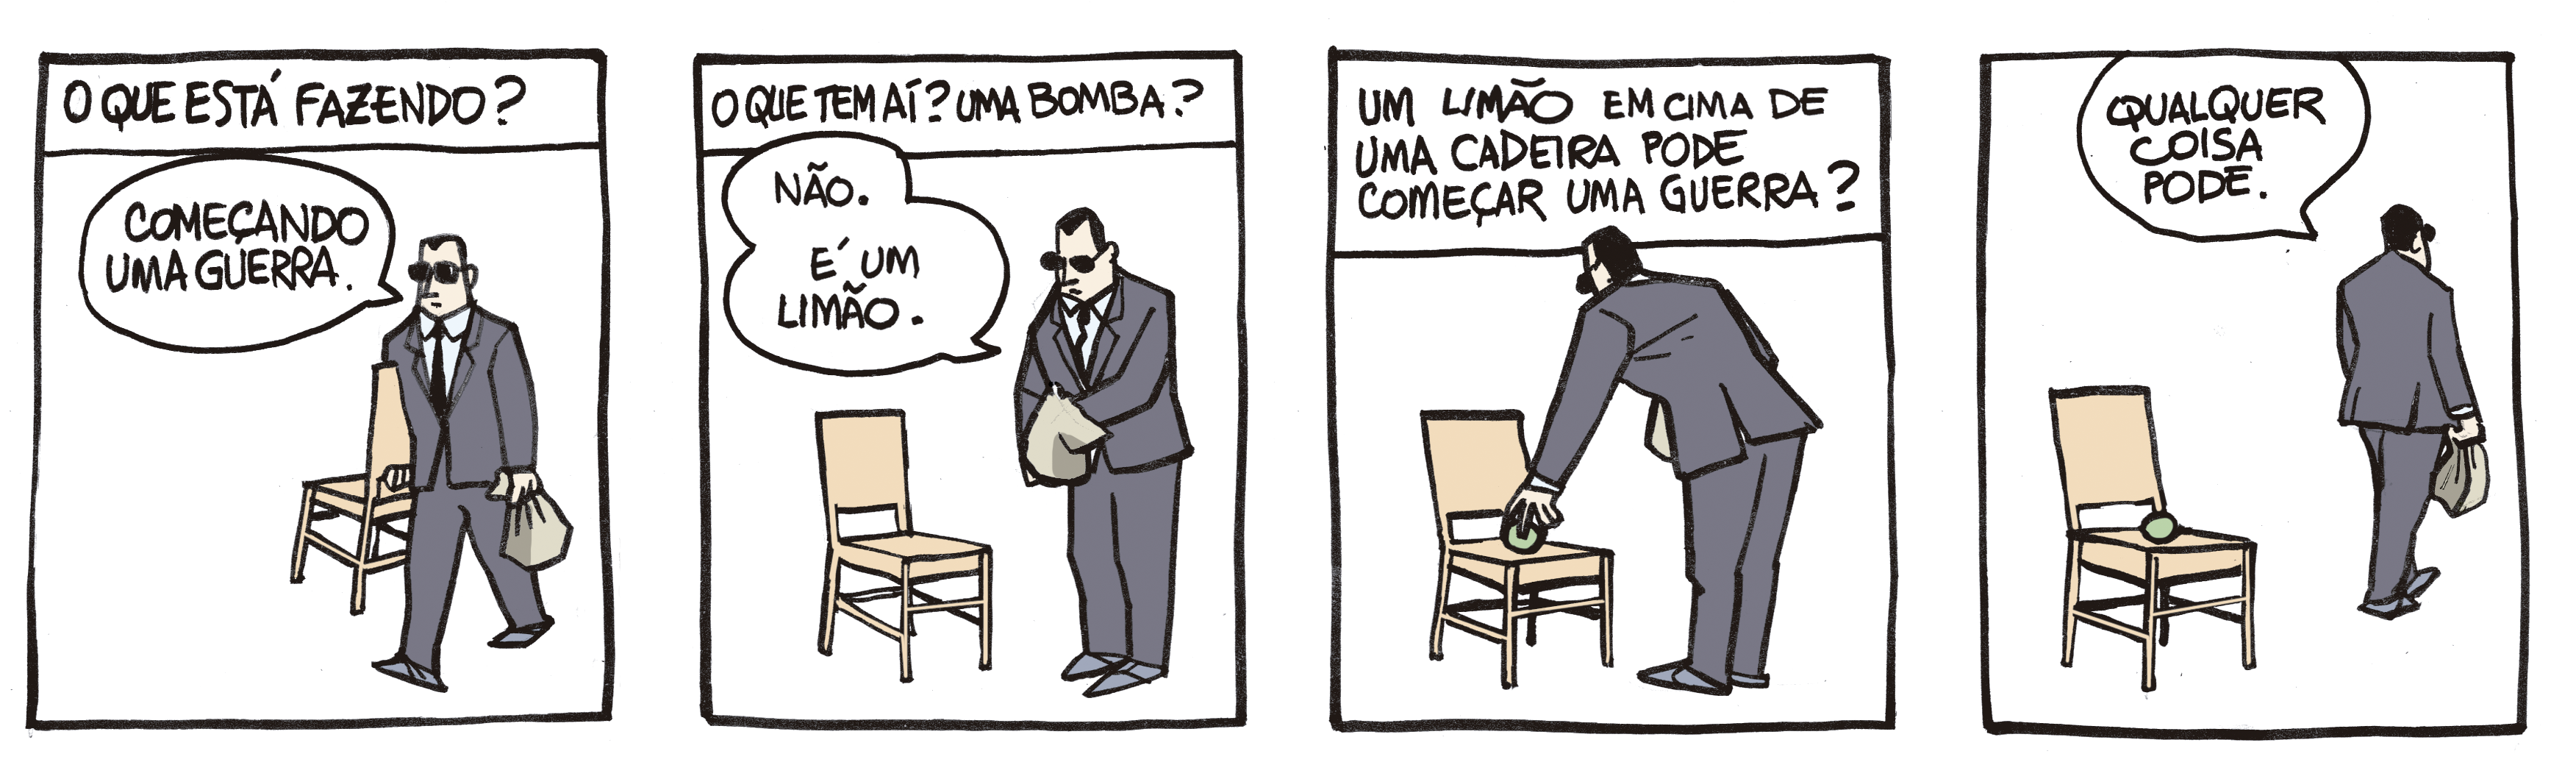 O QUE ESTÁ FAZENDO?
COMEÇANDO
UMA GUERRA.
O QUE TEM AÍ? UMA BOMBA?
NÃO.
É UM
LIMÃO.
UM LIMÃO EM CIMA DE
UMA CADEIRA PODE
COMEÇAR UMA GUERRA?
QUALQUER
COISA
PODE.